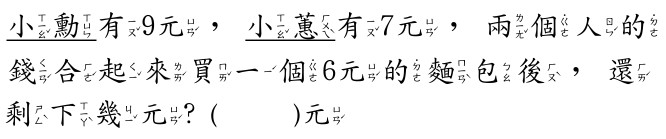 小勳有9元，小蕙有7元，兩個人的
錢合起來買一個6元的麵包後，還
剩下幾元？（　　）元